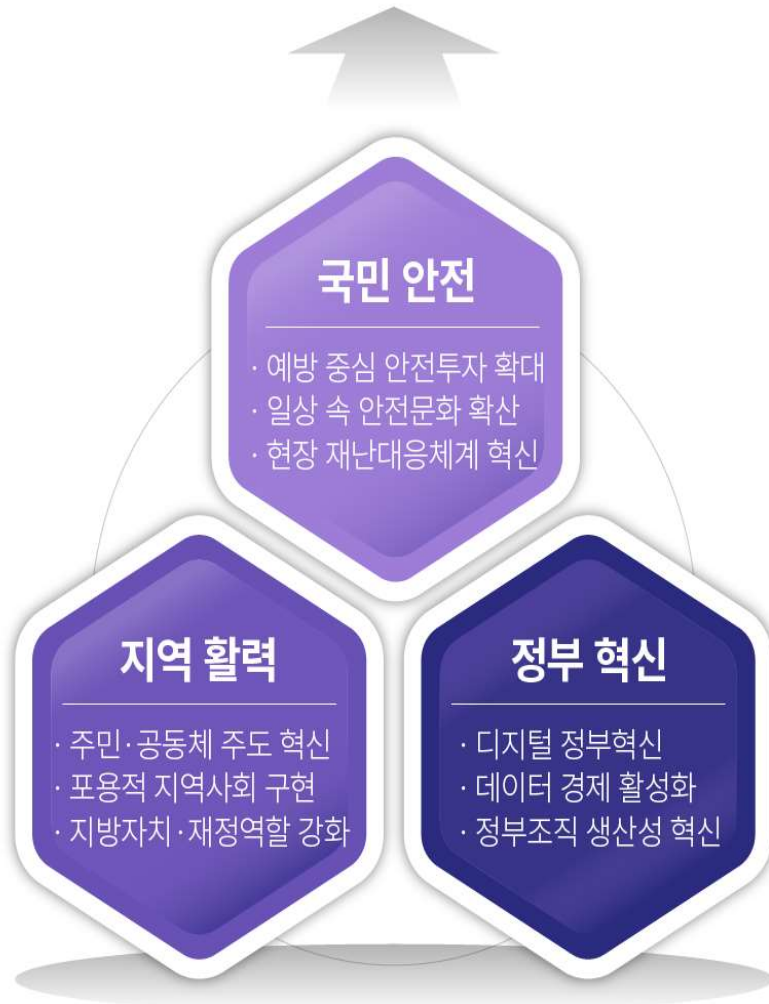 국민 안전
· 예방 중심 안전투자 확대
· 일상 속 안전문화 확산
· 현장 재난대응체계 혁신
지역 활력
· 주민·공동체 주도 혁신
· 포용적 지역사회 구현
· 지방자치·재정역할 강화
정부 혁신
· 디지털 정부혁신
· 데이터 경제 활성화
· 정부조직 생산성 혁신